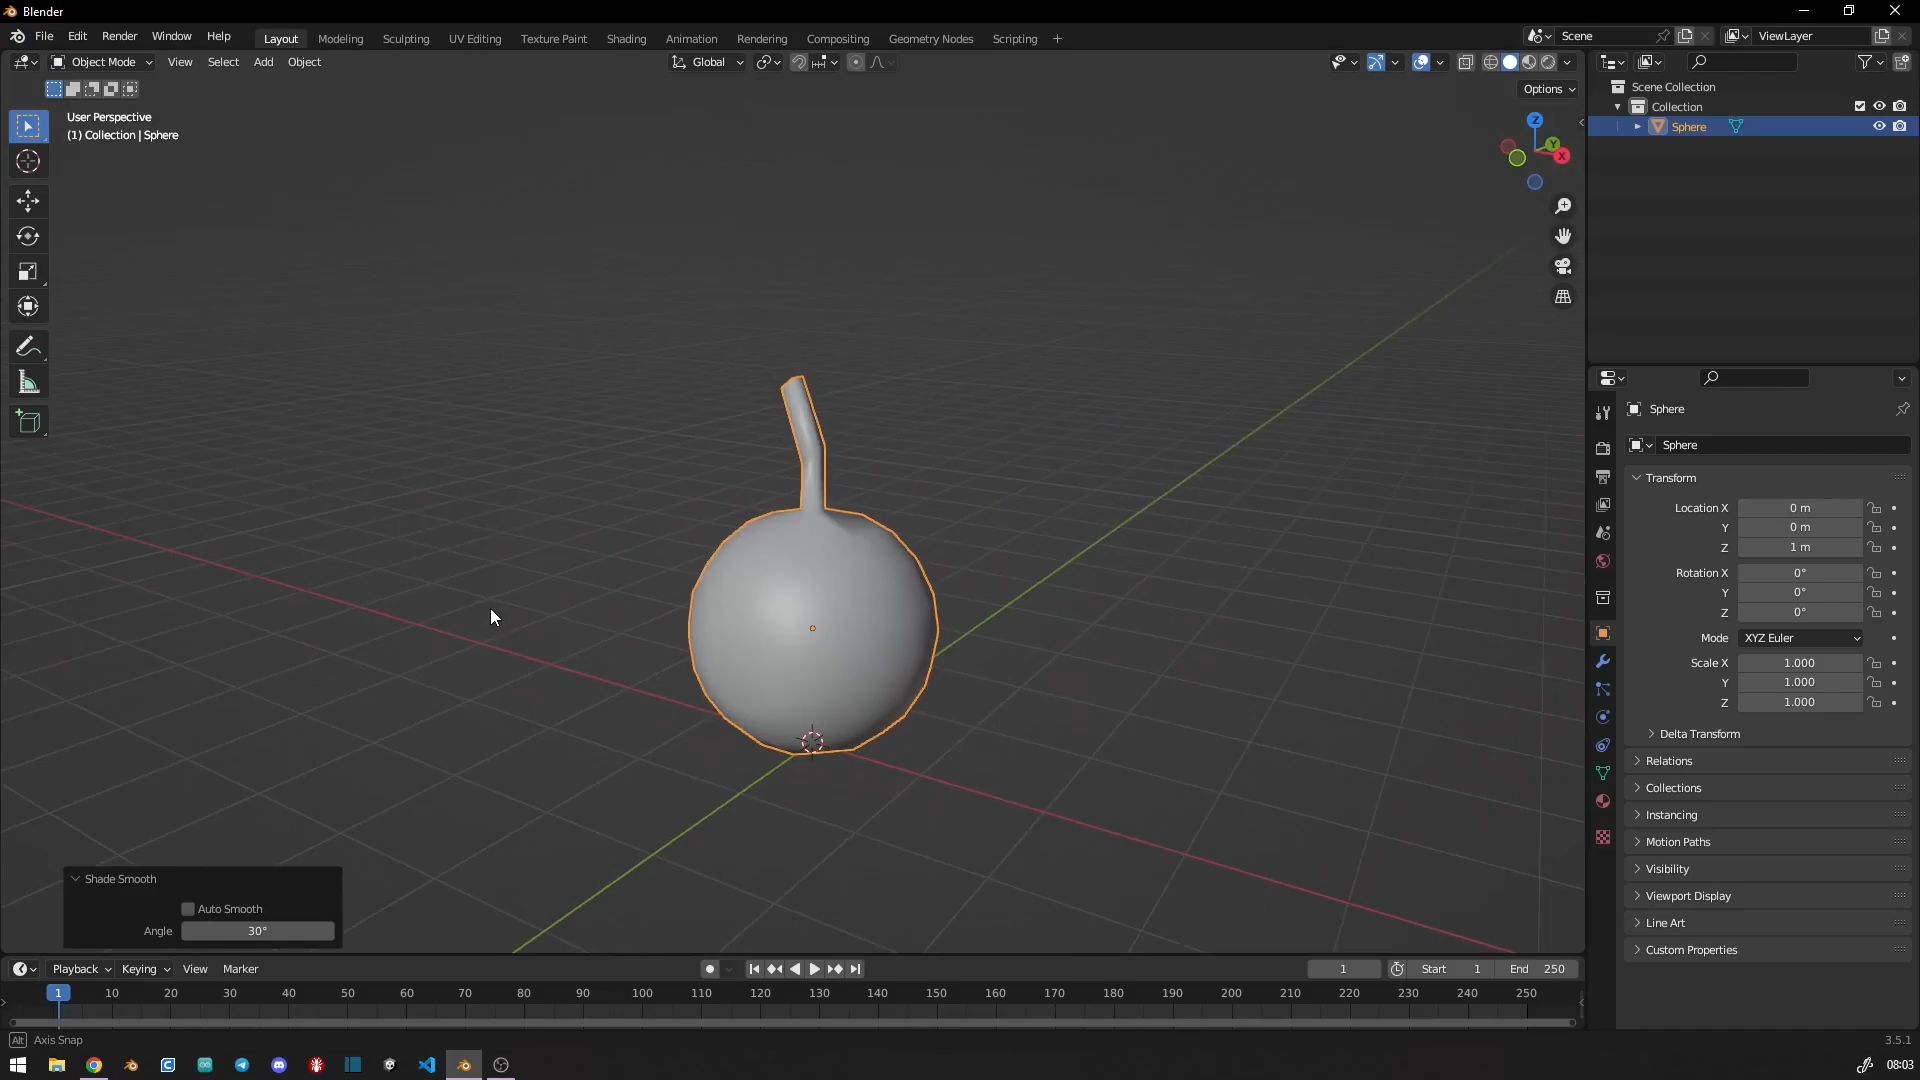 Blender
File Edit Render Window Help
Layout Modeling Sculpting UV Editing Texture Paint Shading Animation Rendering Compositing Geometry Nodes Scripting +
Scene
ViewLayer
Object Mode View Select Add Object
Global
Options
User Perspective
(1) Collection | Sphere
Z
Y
X
Scene Collection
Collection
Sphere
Sphere
Sphere
Transform
Location X 0 m
Y 0 m
Z 1 m
Rotation X 0°
Y 0°
Z 0°
Mode XYZ Euler
Scale X 1.000
Y 1.000
Z 1.000
Delta Transform
Relations
Collections
Instancing
Motion Paths
Visibility
Viewport Display
Line Art
Custom Properties
Shade Smooth
Auto Smooth
Angle 30°
Playback Keying View Marker
1 Start 1 End 250
1 10 20 30 40 50 60 70 80 90 100 110 120 130 140 150 160 170 180 190 200 210 220 230 240 250
Alt Axis Snap
3.5.1
08:03